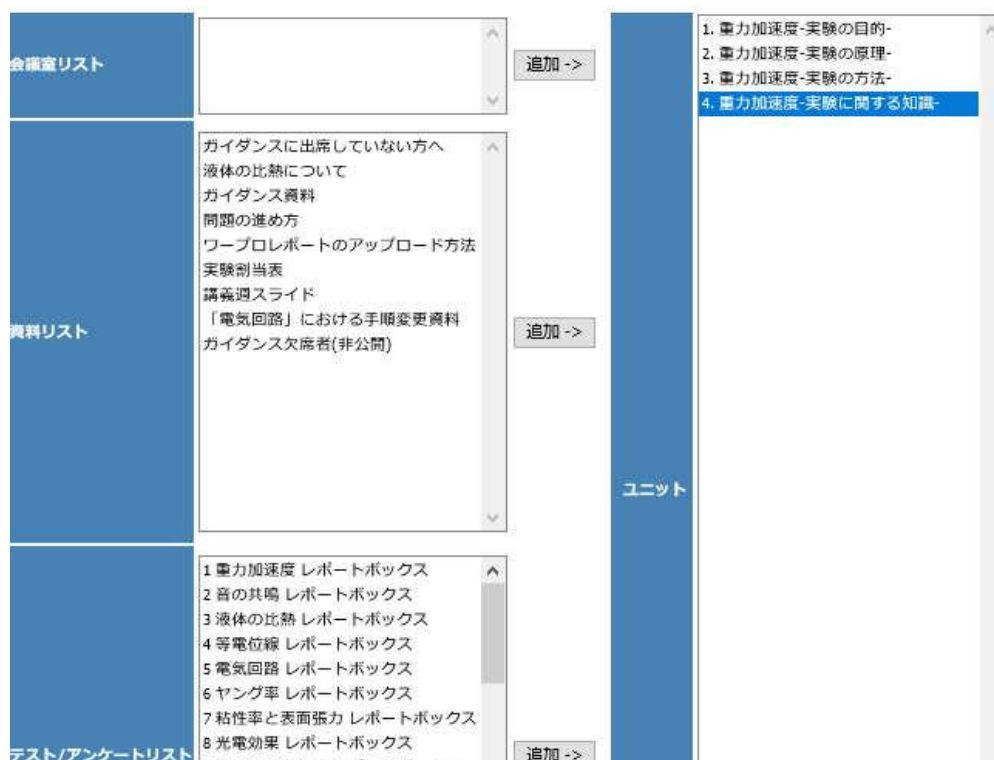 会議室リスト
追加 ->
資料リスト
ガイダンスに出席していない方へ
液体の比熱について
ガイダンス資料
問題の進め方
ワープロレポートのアップロード方法
実験割当表
講義週スライド
「電気回路」における手順変更資料
ガイダンス欠席者(非公開)
追加 ->
テスト/アンケートリスト
1 重力加速度 レポートボックス
2 音の共鳴 レポートボックス
3 液体の比熱 レポートボックス
4 等電位線 レポートボックス
5 電気回路 レポートボックス
6 ヤング率 レポートボックス
7 粘性率と表面張力 レポートボックス
8 光電効果 レポートボックス
追加 ->
ユニット
1. 重力加速度-実験の目的-
2. 重力加速度-実験の原理-
3. 重力加速度-実験の方法-
4. 重力加速度-実験に関する知識-